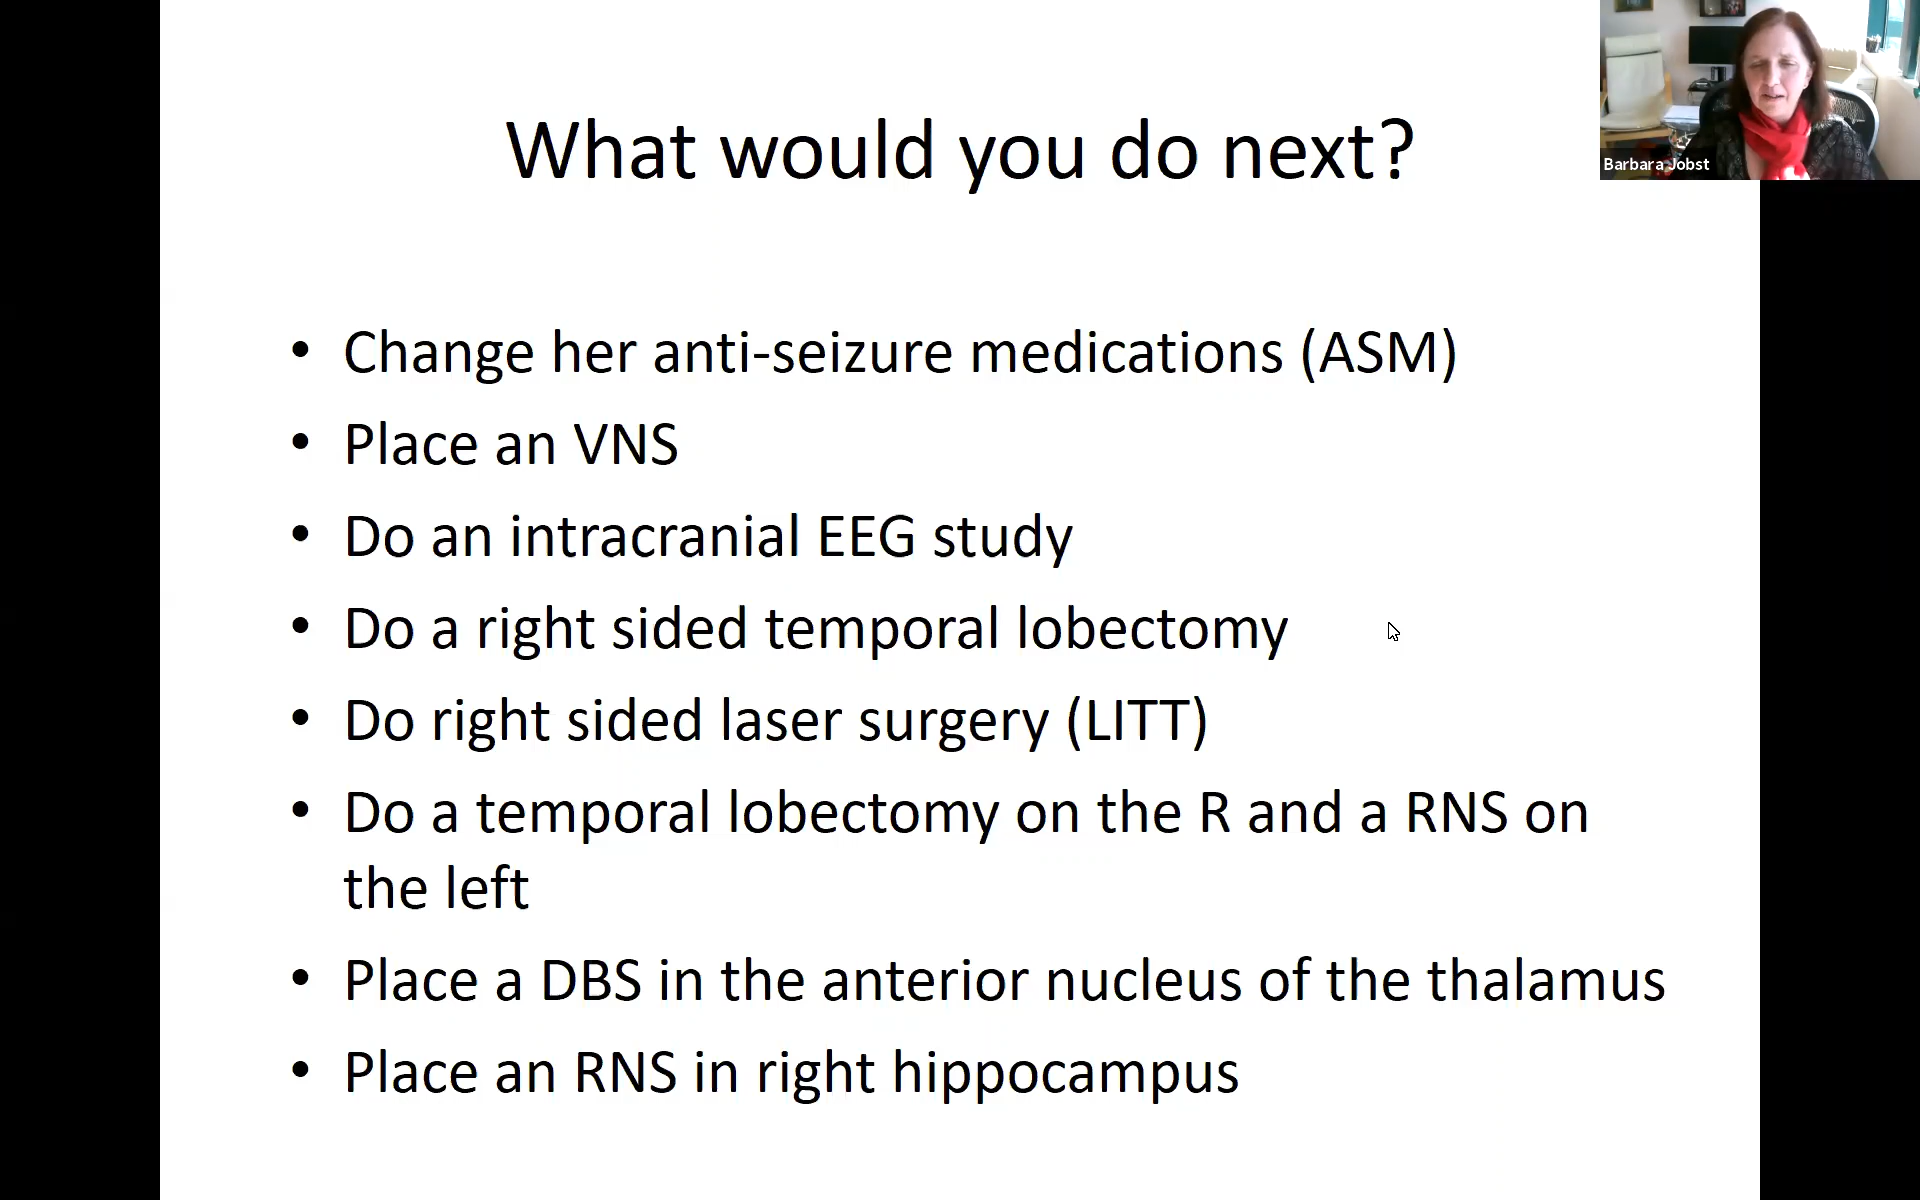 What would you do next?
Barbara Jobst
• Change her anti-seizure medications (ASM)
• Place an VNS
• Do an intracranial EEG study
• Do a right sided temporal lobectomy
• Do right sided laser surgery (LITT)
• Do a temporal lobectomy on the R and a RNS on
the left
• Place a DBS in the anterior nucleus of the thalamus
• Place an RNS in right hippocampus